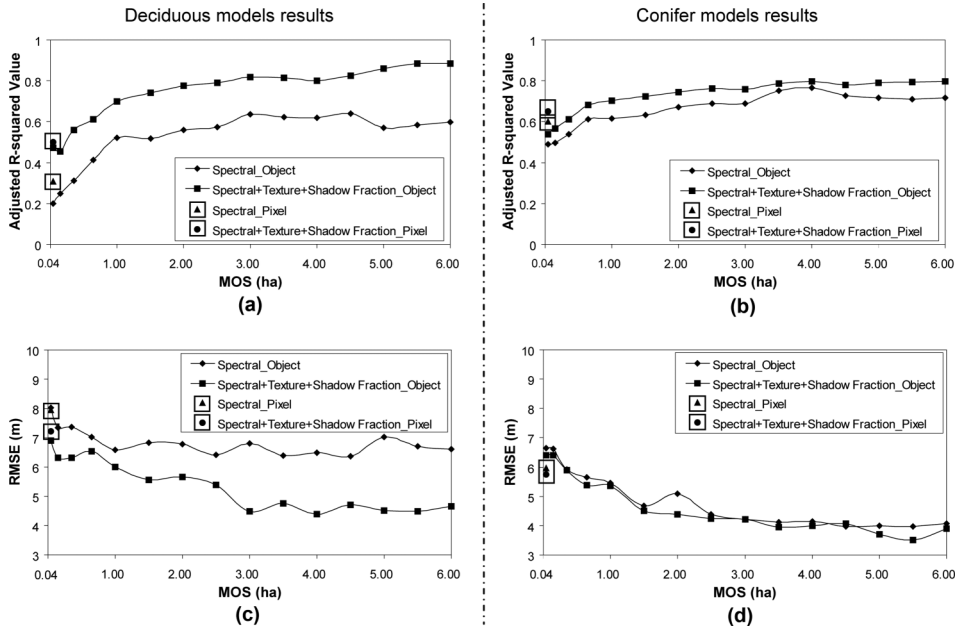 Deciduous models results
Conifer models results
Adjusted R-squared Value
1
0.8
0.6
0.4
0.2
0
Spectral_Object
Spectral+Texture+Shadow Fraction_Object
Spectral_Pixel
Spectral+Texture+Shadow Fraction_Pixel
0.04 1.00 2.00 3.00 4.00 5.00 6.00
MOS (ha)
(a)
Adjusted R-squared Value
1
0.8
0.6
0.4
0.2
0
Spectral_Object
Spectral+Texture+Shadow Fraction_Object
Spectral_Pixel
Spectral+Texture+Shadow Fraction_Pixel
0.04 1.00 2.00 3.00 4.00 5.00 6.00
MOS (ha)
(b)
RMSE (m)
10
9
8
7
6
5
4
3
Spectral_Object
Spectral+Texture+Shadow Fraction_Object
Spectral_Pixel
Spectral+Texture+Shadow Fraction_Pixel
0.04 1.00 2.00 3.00 4.00 5.00 6.00
MOS (ha)
(c)
RMSE (m)
10
9
8
7
6
5
4
3
Spectral_Object
Spectral+Texture+Shadow Fraction_Object
Spectral_Pixel
Spectral+Texture+Shadow Fraction_Pixel
0.04 1.00 2.00 3.00 4.00 5.00 6.00
MOS (ha)
(d)